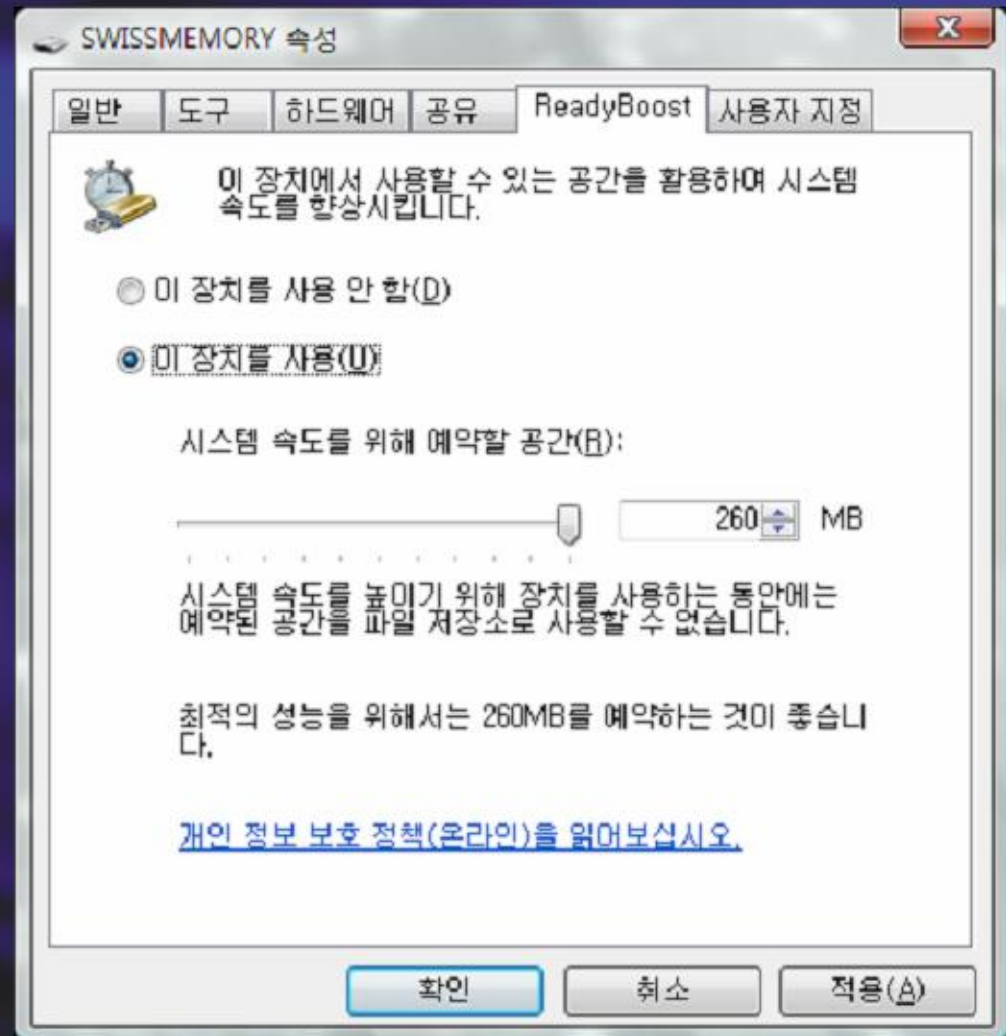 SWISSMEMORY 속성
일반 도구 하드웨어 공유 ReadyBoost 사용자 지정
이 장치에서 사용할 수 있는 공간을 활용하여 시스템
속도를 향상시킵니다.
이 장치를 사용 안 함(D)
이 장치를 사용(U)
시스템 속도를 위해 예약할 공간(R):
260 MB
시스템 속도를 높이기 위해 장치를 사용하는 동안에는
예약된 공간을 파일 저장소로 사용할 수 없습니다.
최적의 성능을 위해서는 260MB를 예약하는 것이 좋습니
다.
개인 정보 보호 정책(온라인)을 읽어보십시오.
확인 취소 적용(A)